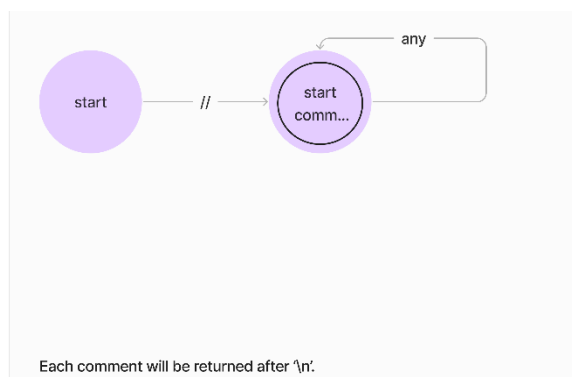 any
start
//
start
comm...
Each comment will be returned after '\n'.